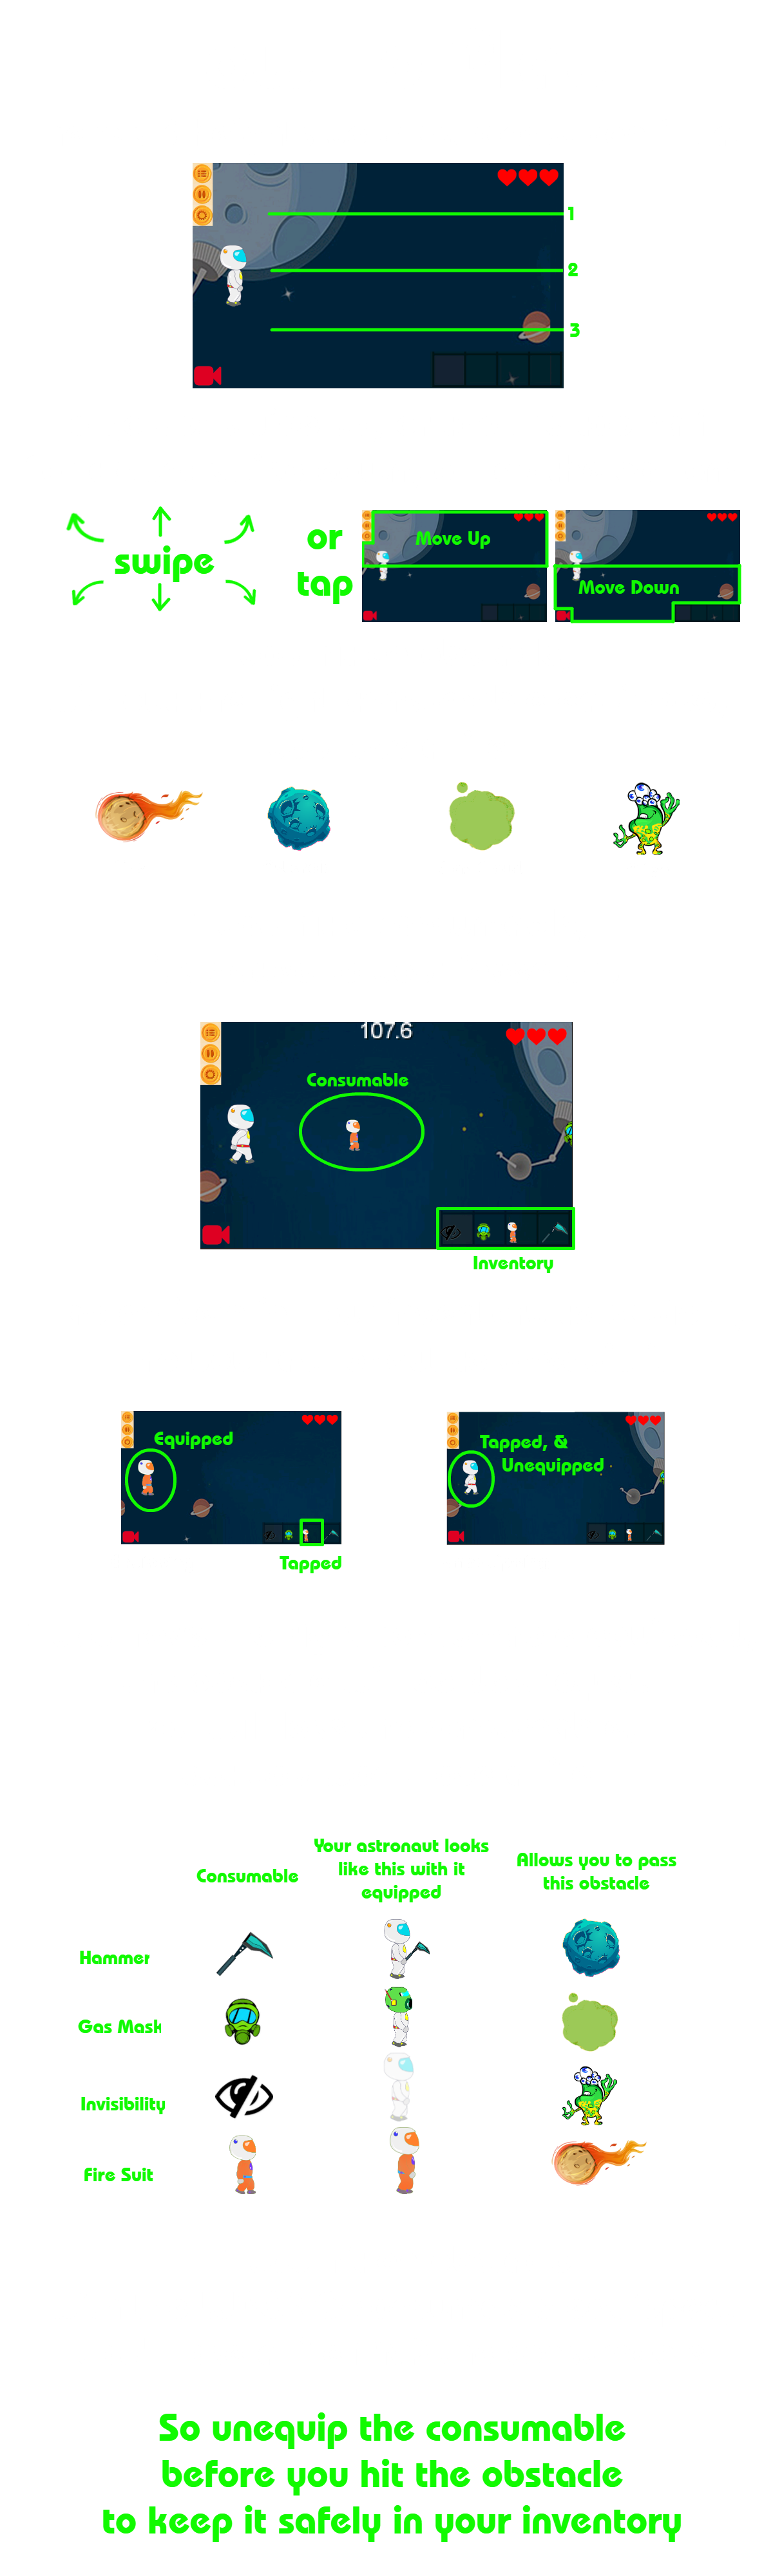 1
2
3
swipe
or
tap
Move Up
Move Down
107.6
Consumable
Inventory
Equipped
Tapped
Tapped, &
Unequipped
Consumable
Your astronaut looks
like this with it
equipped
Allows you to pass
this obstacle
Hammer
Gas Mask
Invisibility
Fire Suit
So unequip the consumable
before you hit the obstacle
to keep it safely in your inventory